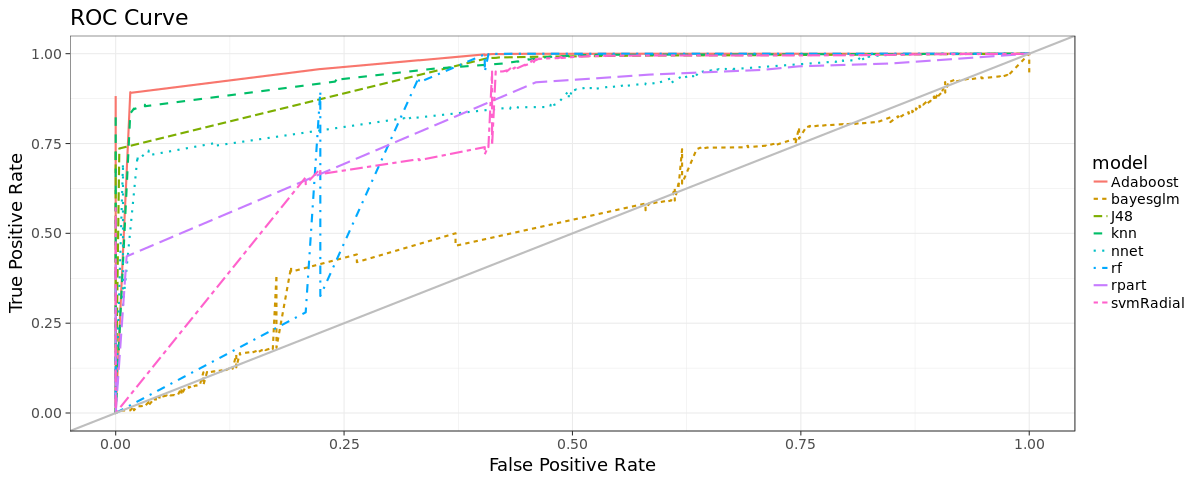 ROC Curve
True Positive Rate
1.00
0.75
0.50
0.25
0.00
0.00 0.25 0.50 0.75 1.00
False Positive Rate
model
Adaboost
bayesglm
J48
knn
nnet
rf
rpart
svmRadial